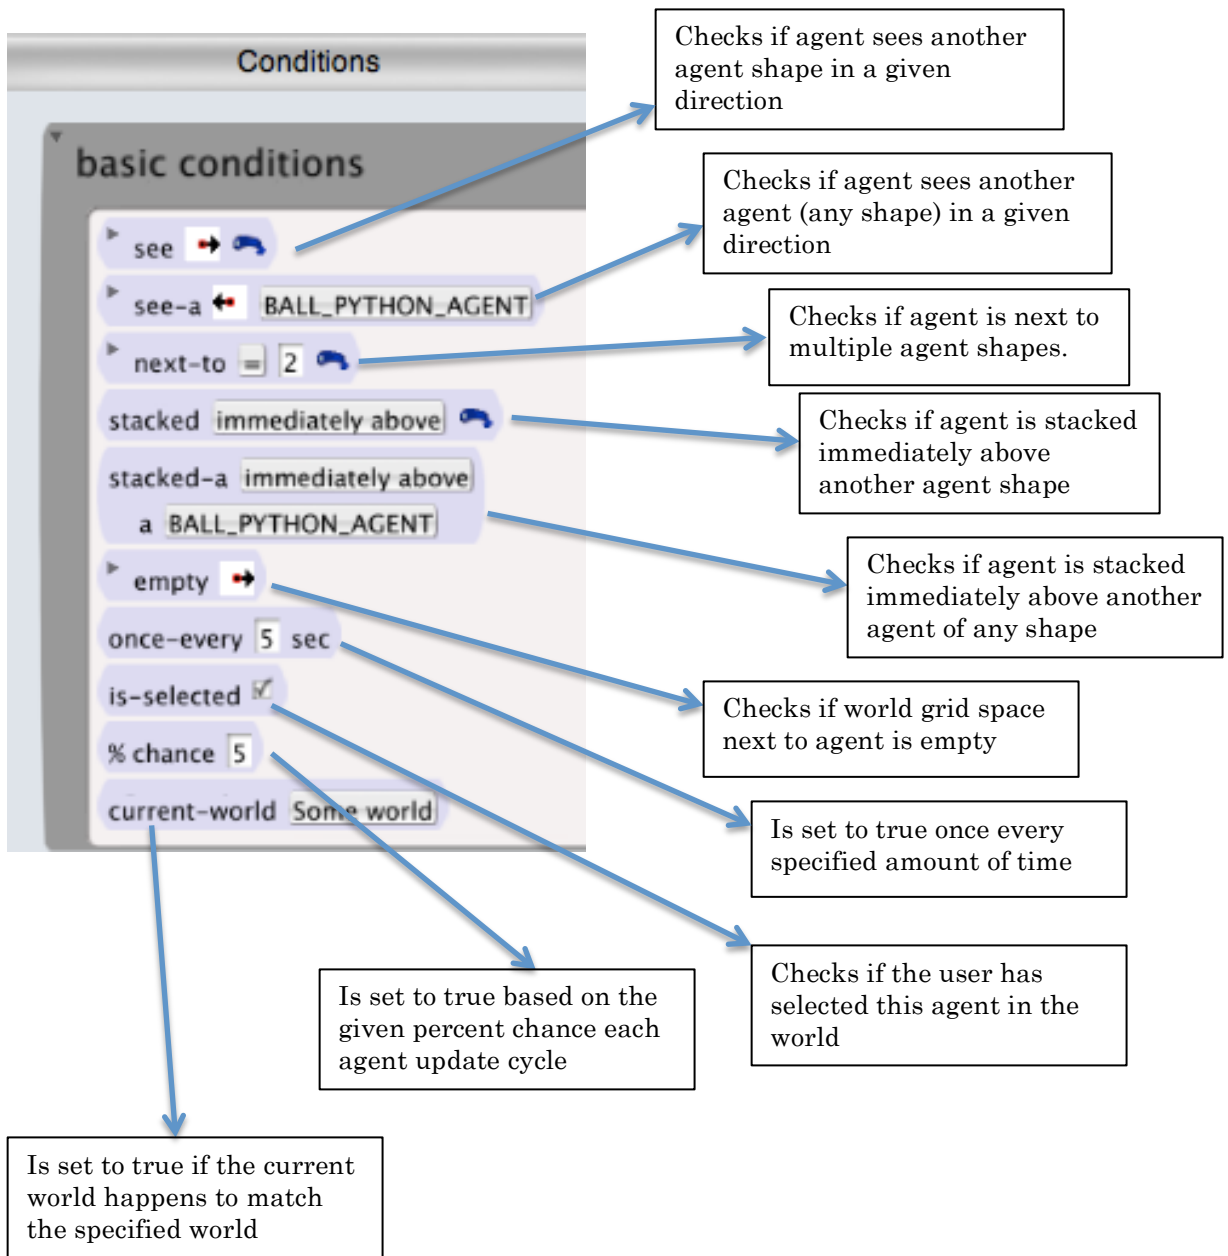 Conditions
basic conditions
see
see-a BALL_PYTHON_AGENT
next-to = 2
stacked immediately above
stacked-a immediately above
a BALL_PYTHON_AGENT
empty
once-every 5 sec
is-selected
% chance 5
current-world Some world
Checks if agent sees another
agent shape in a given
direction
Checks if agent sees another
agent (any shape) in a given
direction
Checks if agent is next to
multiple agent shapes.
Checks if agent is stacked
immediately above
another agent shape
Checks if agent is stacked
immediately above another
agent of any shape
Checks if world grid space
next to agent is empty
Is set to true once every
specified amount of time
Checks if the user has
selected this agent in the
world
Is set to true based on the
given percent chance each
agent update cycle
Is set to true if the current
world happens to match
the specified world